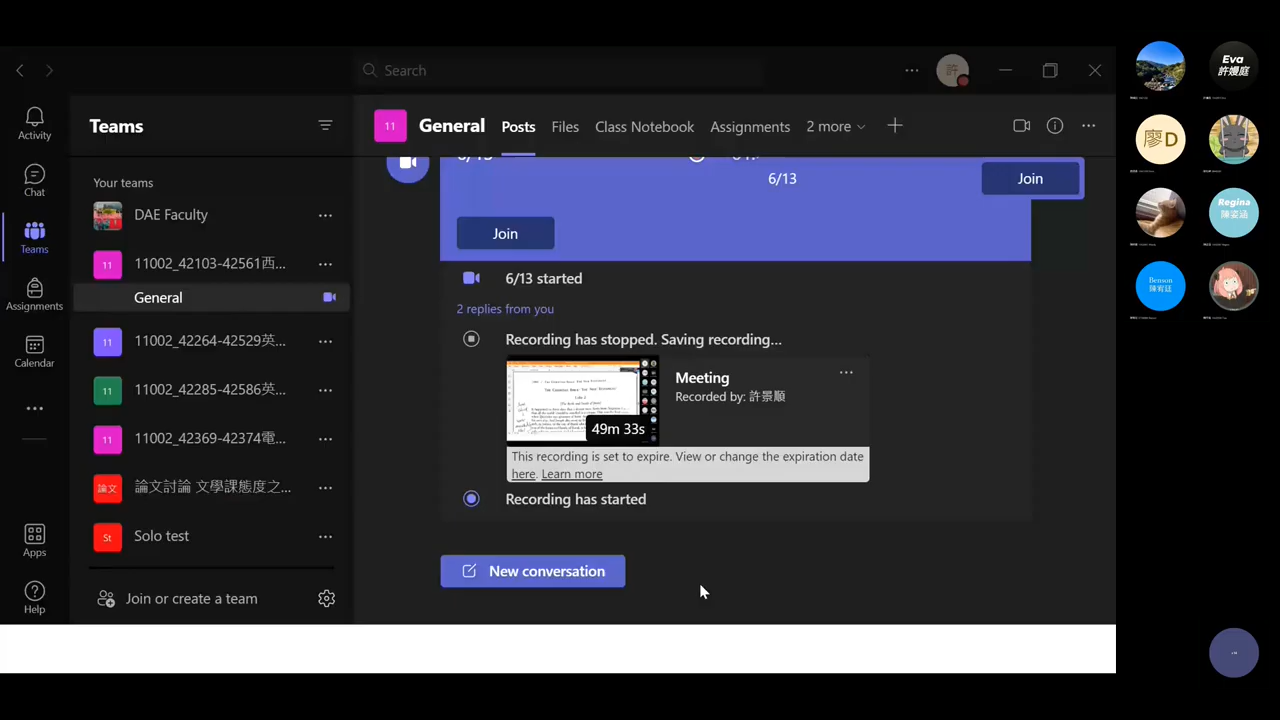 Search
許
Activity
Chat
Teams
Assignments
Calendar
Apps
Help
Teams
Your teams
DAE Faculty
11 11002_42103-42561西...
General
11 11002_42264-42529英...
11 11002_42285-42586英...
11 11002_42369-42374電...
論文 論文討論 文學課態度之...
St Solo test
Join or create a team
11 General Posts Files Class Notebook Assignments 2 more
6/13
6/13
Join
Join
6/13 started
2 replies from you
Recording has stopped. Saving recording...
Meeting
Recorded by: 許景順
49m 33s
This recording is set to expire. View or change the expiration date
here. Learn more
Recording has started
New conversation
Eva
許嫚庭
廖D
Regina
陳姿涵
Benson
陳宥廷